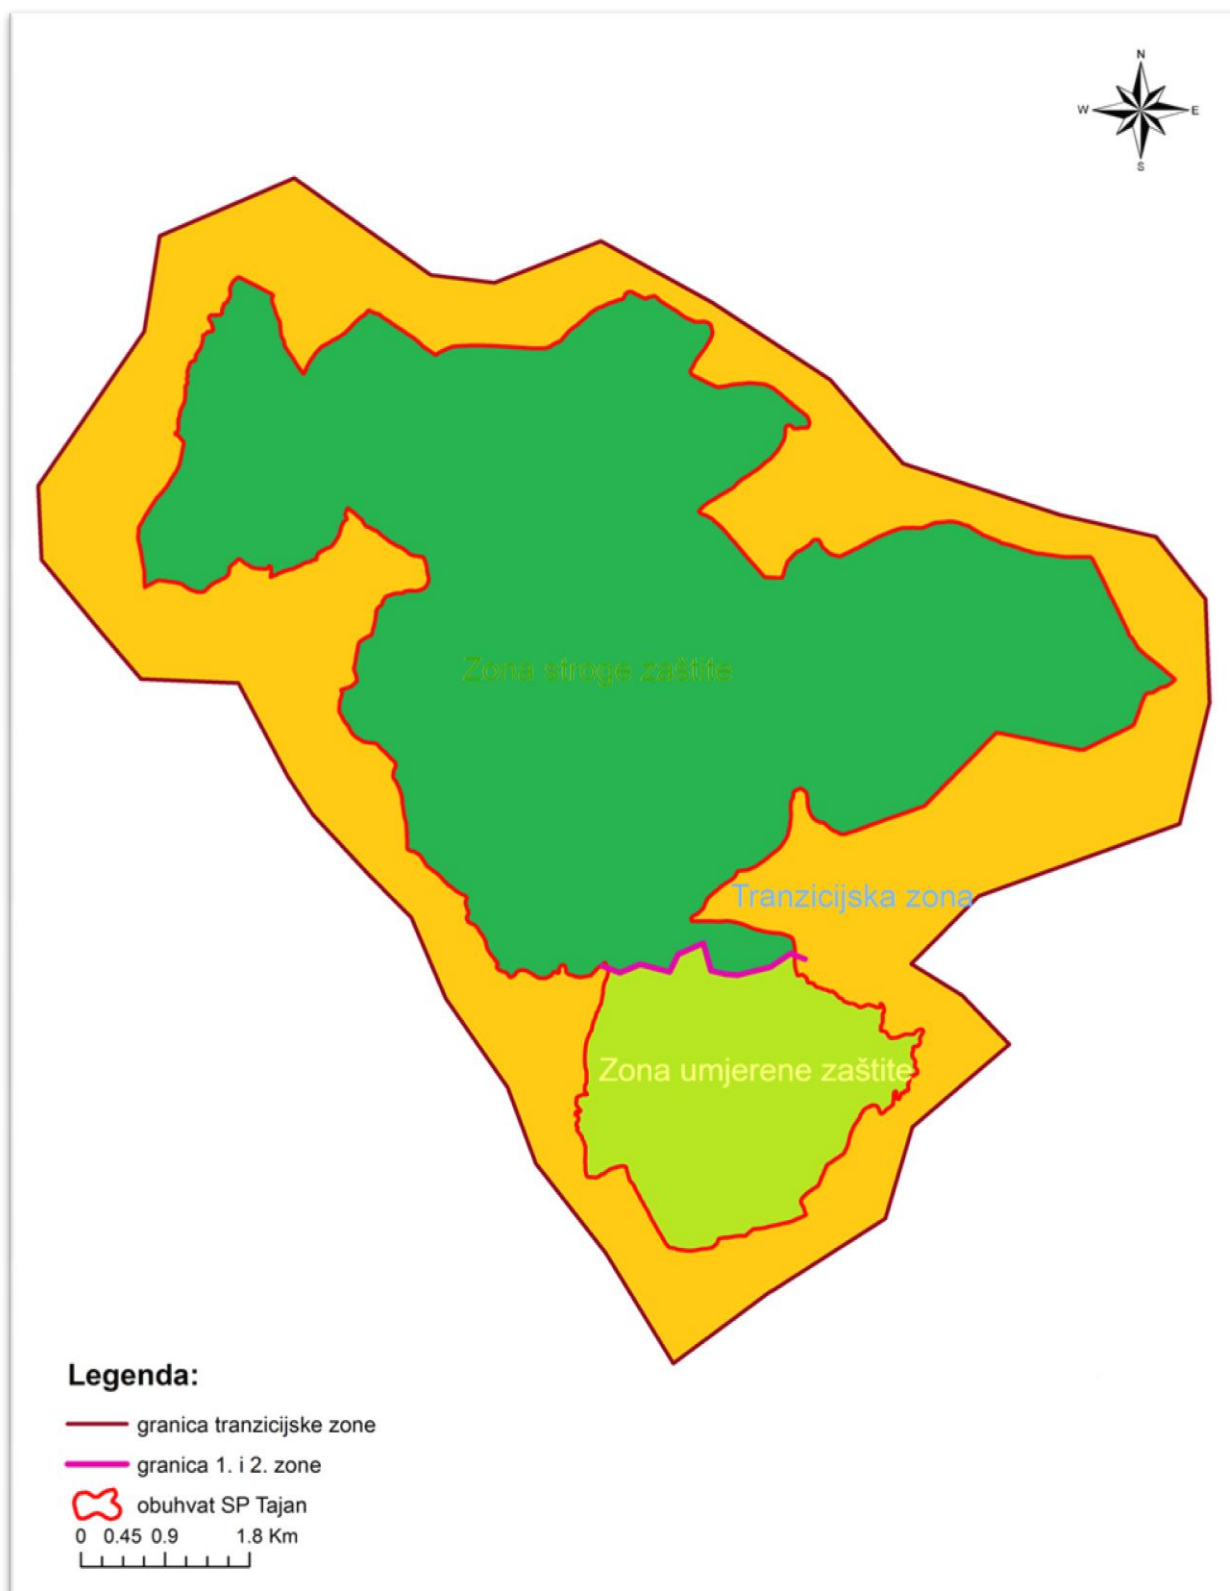 N
W E
S
Zona stroge zaštite
Tranzicijska zona
Zona umjerene zaštite
Legenda:
granica tranzicijske zone
granica 1. i 2. zone
obuhvat SP Tajan
0 0.45 0.9 1.8 Km